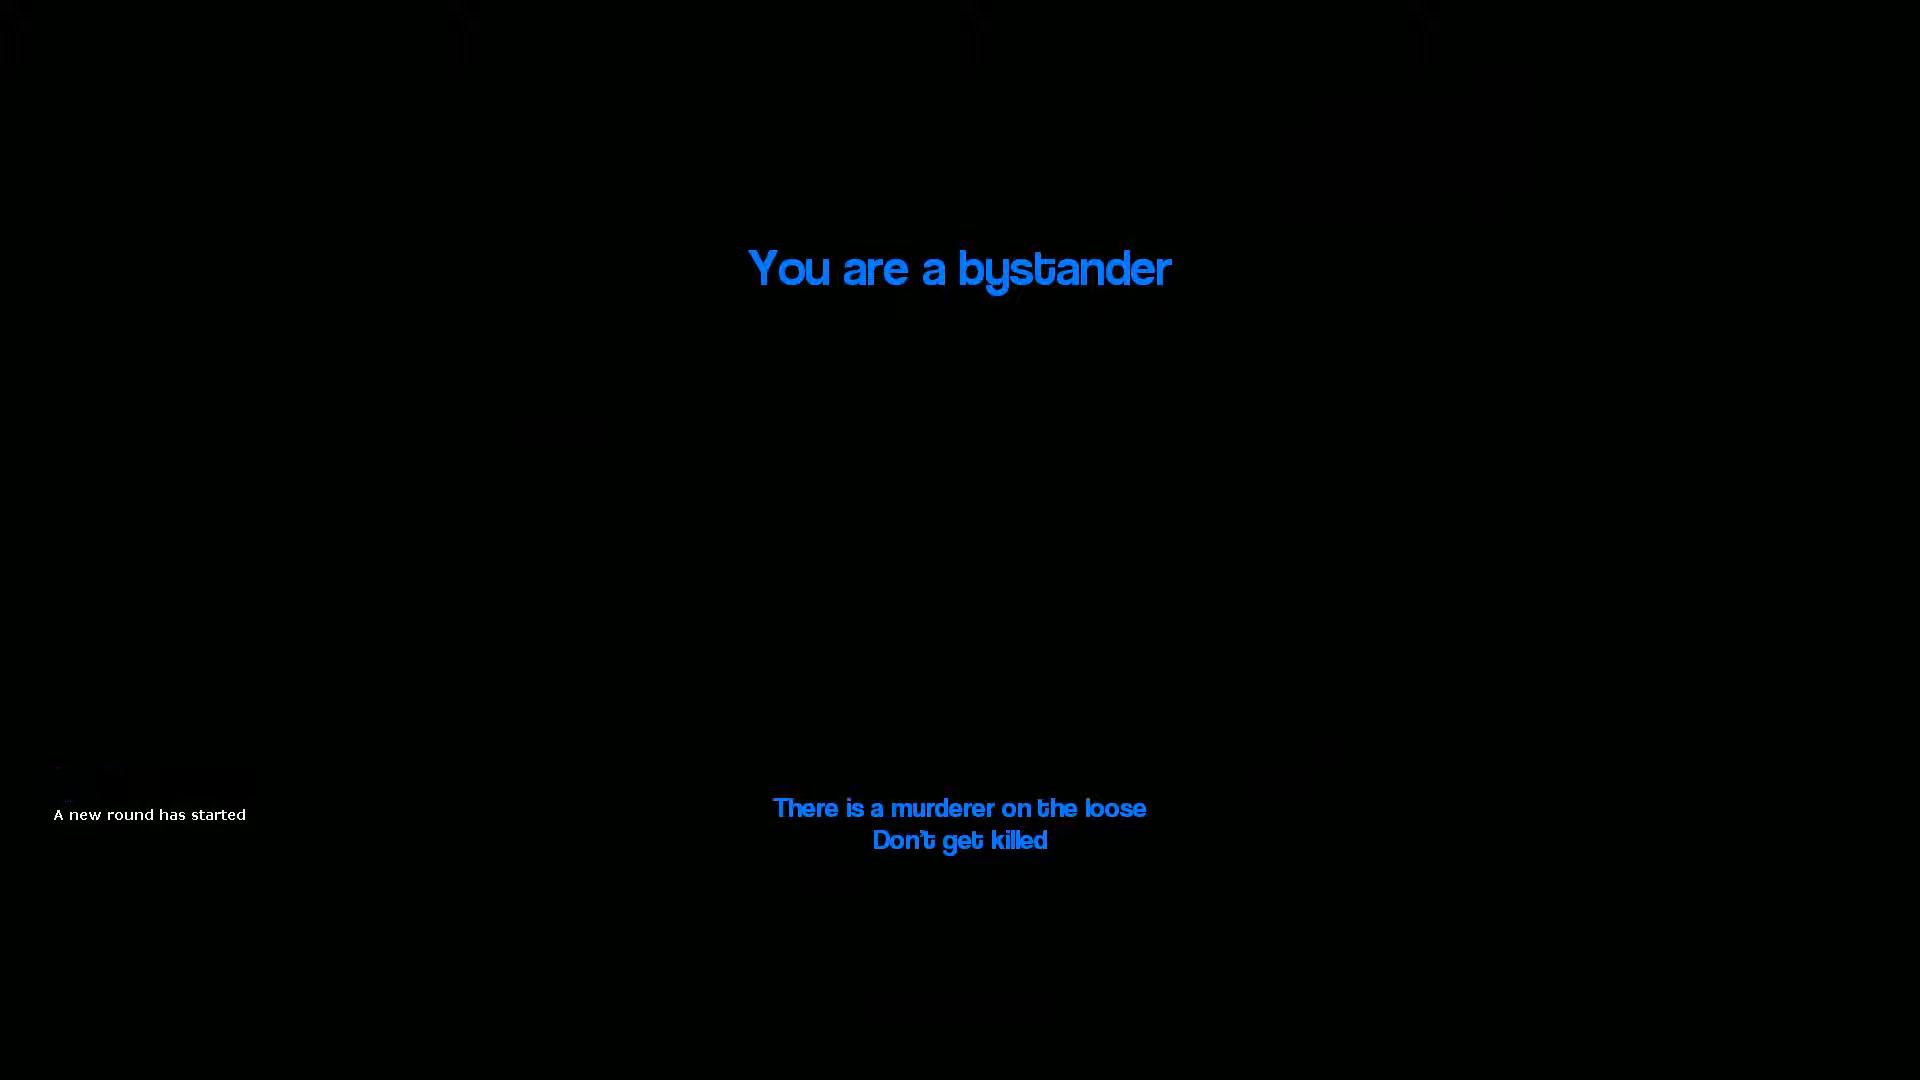 You are a bystander
A new round has started
There is a murderer on the loose
Don't get killed